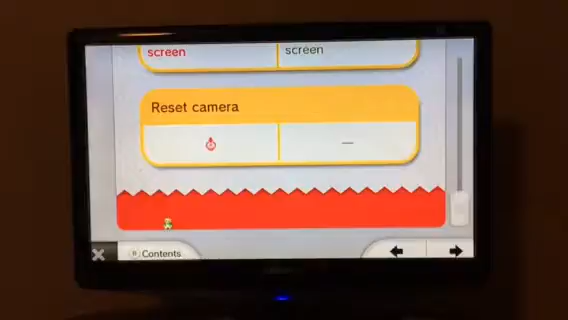 screen
screen
Reset camera
—
Contents